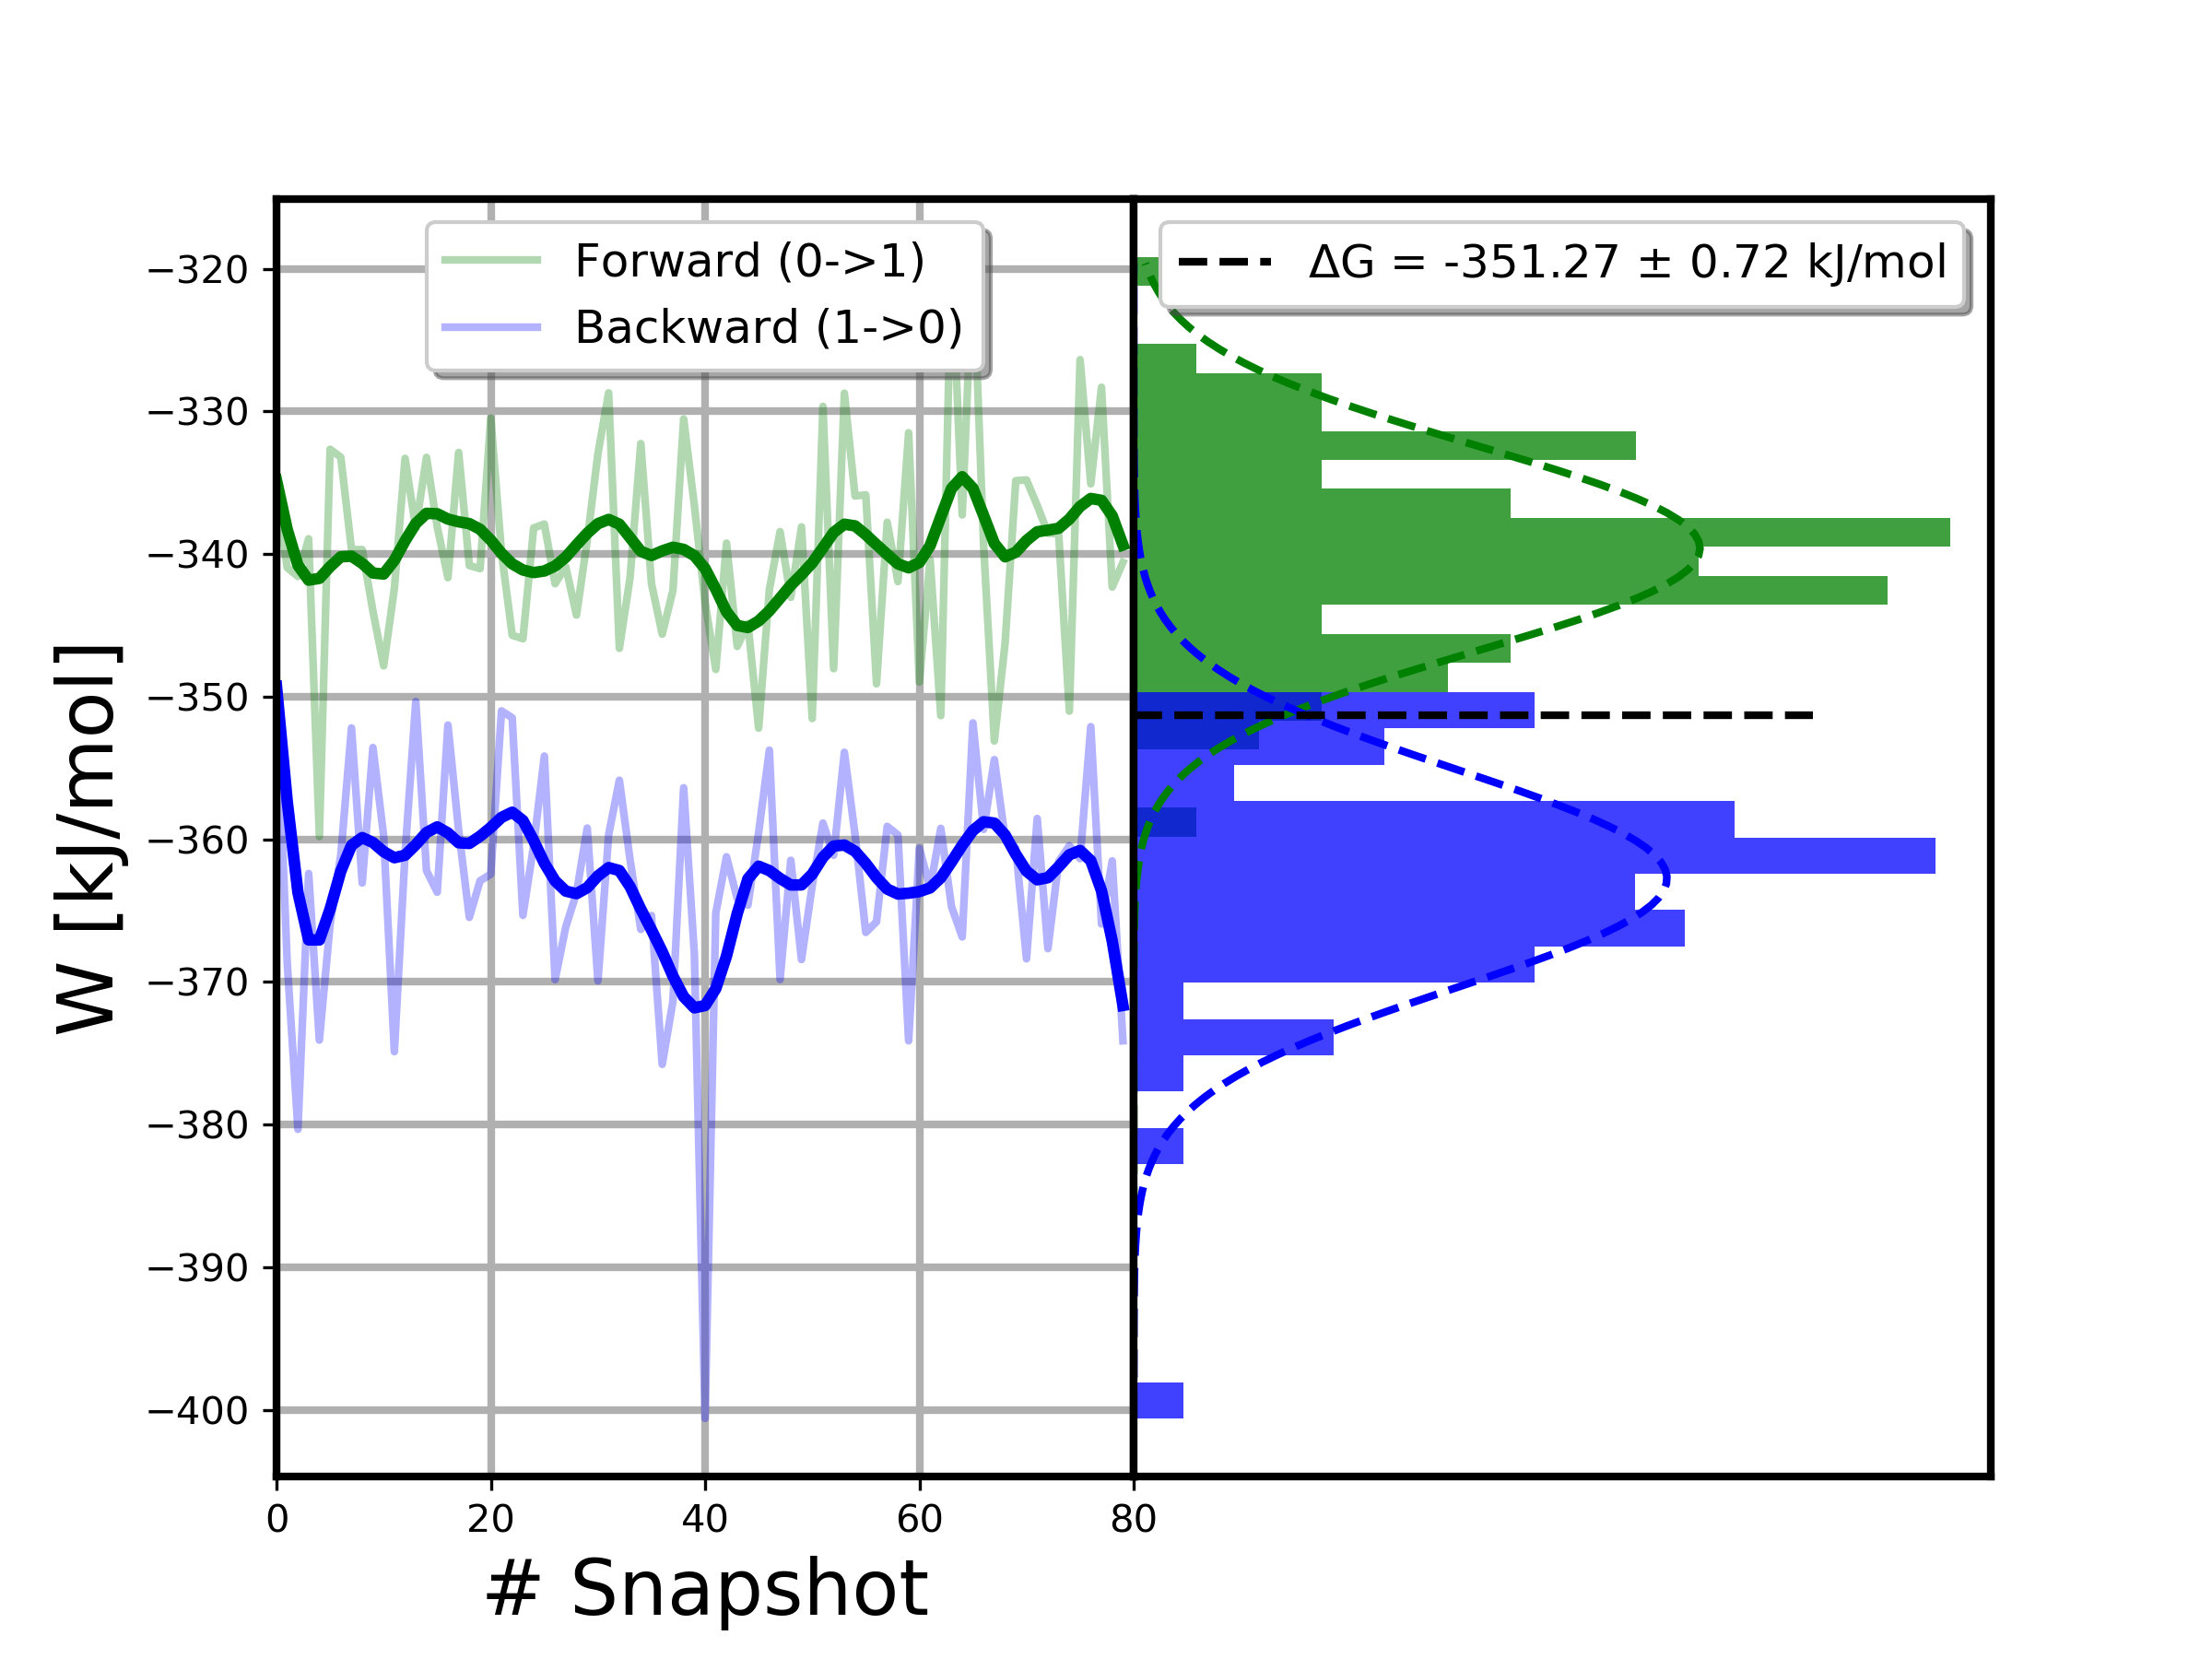 Forward (0->1)
Backward (1->0)
ΔG = -351.27 ± 0.72 kJ/mol
−320
−330
−340
−350
−360
−370
−380
−390
−400
W [kJ/mol]
0 20 40 60 80
# Snapshot